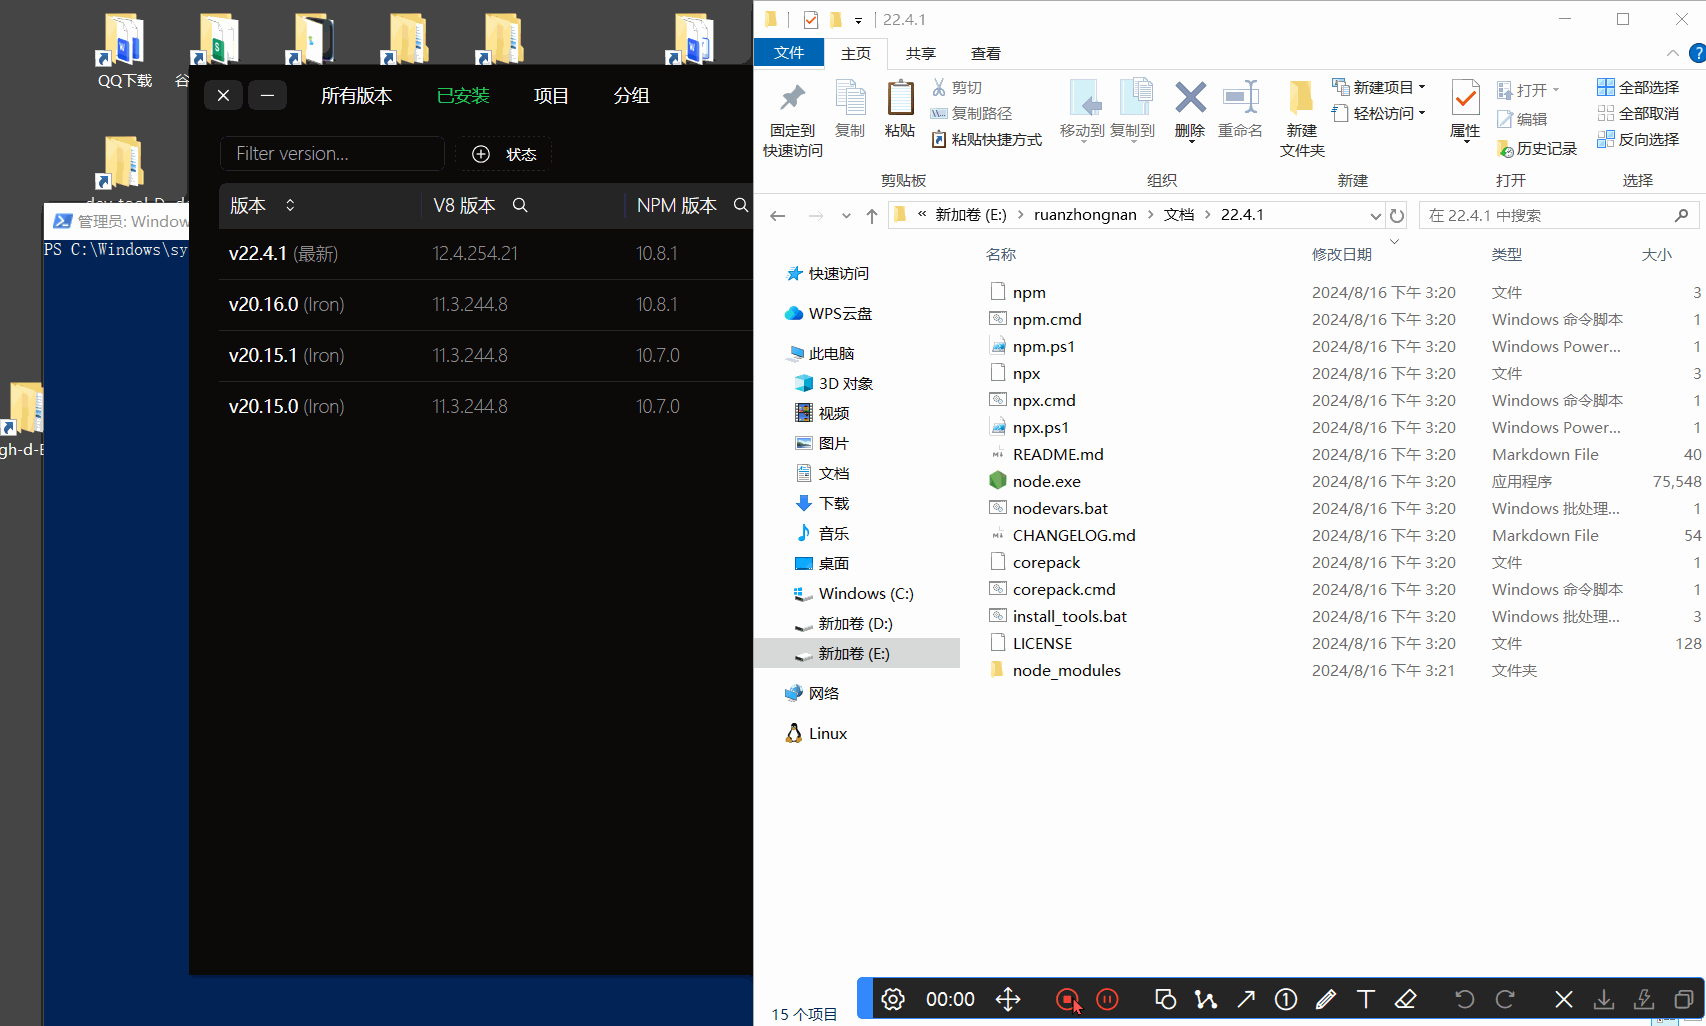 QQ下载
谷
gh-d-E
管理员: Window
PS C:\Windows\sy
所有版本 已安装 项目 分组
Filter version...
状态
版本 V8 版本 NPM 版本
v22.4.1 (最新) 12.4.254.21 10.8.1
v20.16.0 (Iron) 11.3.244.8 10.8.1
v20.15.1 (Iron) 11.3.244.8 10.7.0
v20.15.0 (Iron) 11.3.244.8 10.7.0
22.4.1
文件 主页 共享 查看
固定到
快速访问
复制
粘贴
剪切
复制路径
粘贴快捷方式
剪贴板
移动到
复制到
删除
重命名
组织
新建
文件夹
新建项目
轻松访问
新建
属性
打开
编辑
历史记录
打开
全部选择
全部取消
反向选择
选择
« 新加卷 (E:) > ruanzhongnan > 文档 > 22.4.1
在 22.4.1 中搜索
快速访问
WPS云盘
此电脑
3D 对象
视频
图片
文档
下载
音乐
桌面
Windows (C:)
新加卷 (D:)
新加卷 (E:)
网络
Linux
名称 修改日期 类型 大小
npm 2024/8/16 下午 3:20 文件 3
npm.cmd 2024/8/16 下午 3:20 Windows 命令脚本 1
npm.ps1 2024/8/16 下午 3:20 Windows Power... 1
npx 2024/8/16 下午 3:20 文件 3
npx.cmd 2024/8/16 下午 3:20 Windows 命令脚本 1
npx.ps1 2024/8/16 下午 3:20 Windows Power... 1
README.md 2024/8/16 下午 3:20 Markdown File 40
node.exe 2024/8/16 下午 3:20 应用程序 75,548
nodevars.bat 2024/8/16 下午 3:20 Windows 批处理... 1
CHANGELOG.md 2024/8/16 下午 3:20 Markdown File 54
corepack 2024/8/16 下午 3:20 文件 1
corepack.cmd 2024/8/16 下午 3:20 Windows 命令脚本 1
install_tools.bat 2024/8/16 下午 3:20 Windows 批处理... 3
LICENSE 2024/8/16 下午 3:20 文件 128
node_modules 2024/8/16 下午 3:21 文件夹
15 个项目
00:00